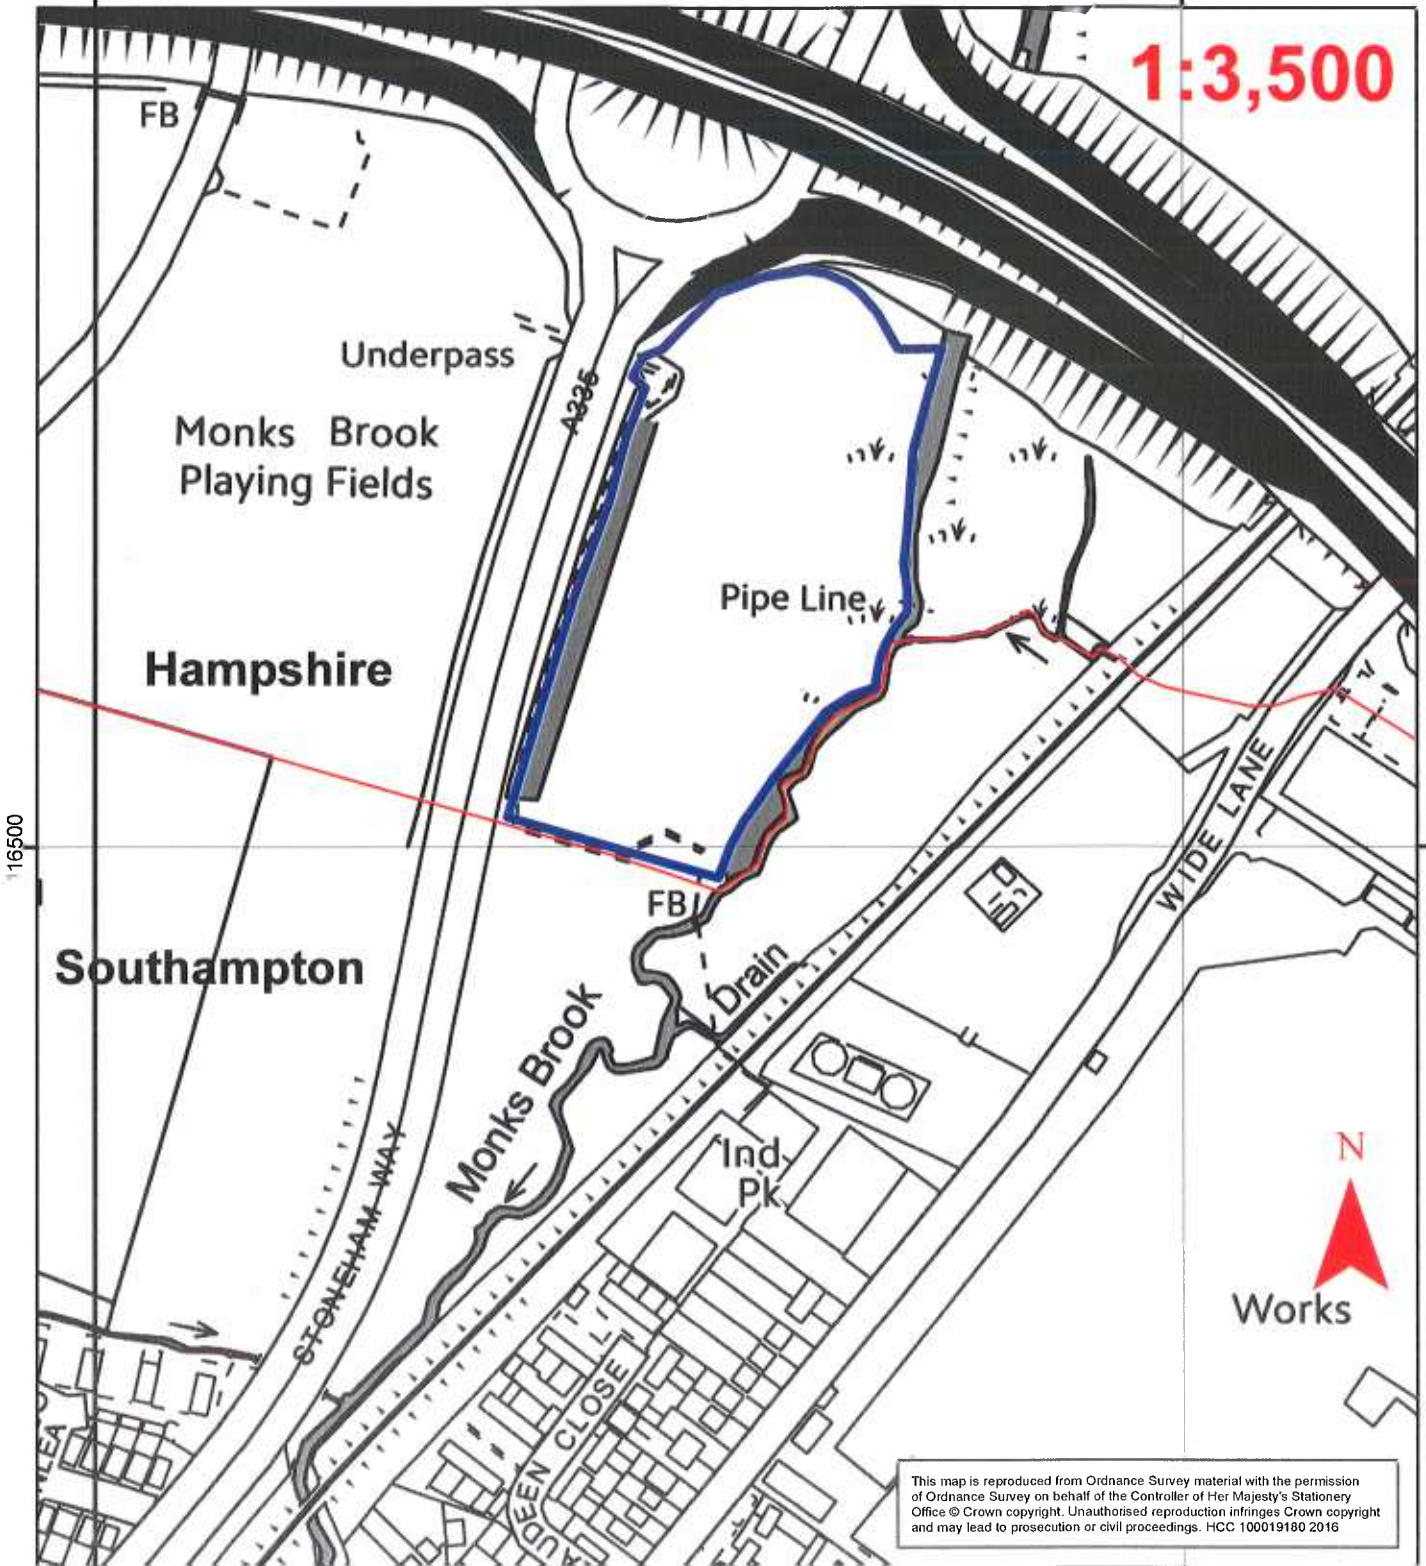 1:3,500
FB
Underpass
A335
Monks Brook
Playing Fields
Pipe Line
Hampshire
WIDE LANE
16500
FB
Southampton
Drain
Monks Brook
Ind
Pk
STONEHAM WAY
N
Works
CLOSE
This map is reproduced from Ordnance Survey material with the permission
of Ordnance Survey on behalf of the Controller of Her Majesty's Stationery
Office © Crown copyright. Unauthorised reproduction infringes Crown copyright
and may lead to prosecution or civil proceedings. HCC 100019180 2016